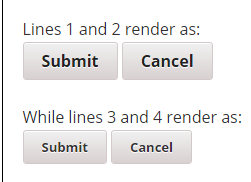 Lines 1 and 2 render as:
Submit Cancel
While lines 3 and 4 render as:
Submit Cancel